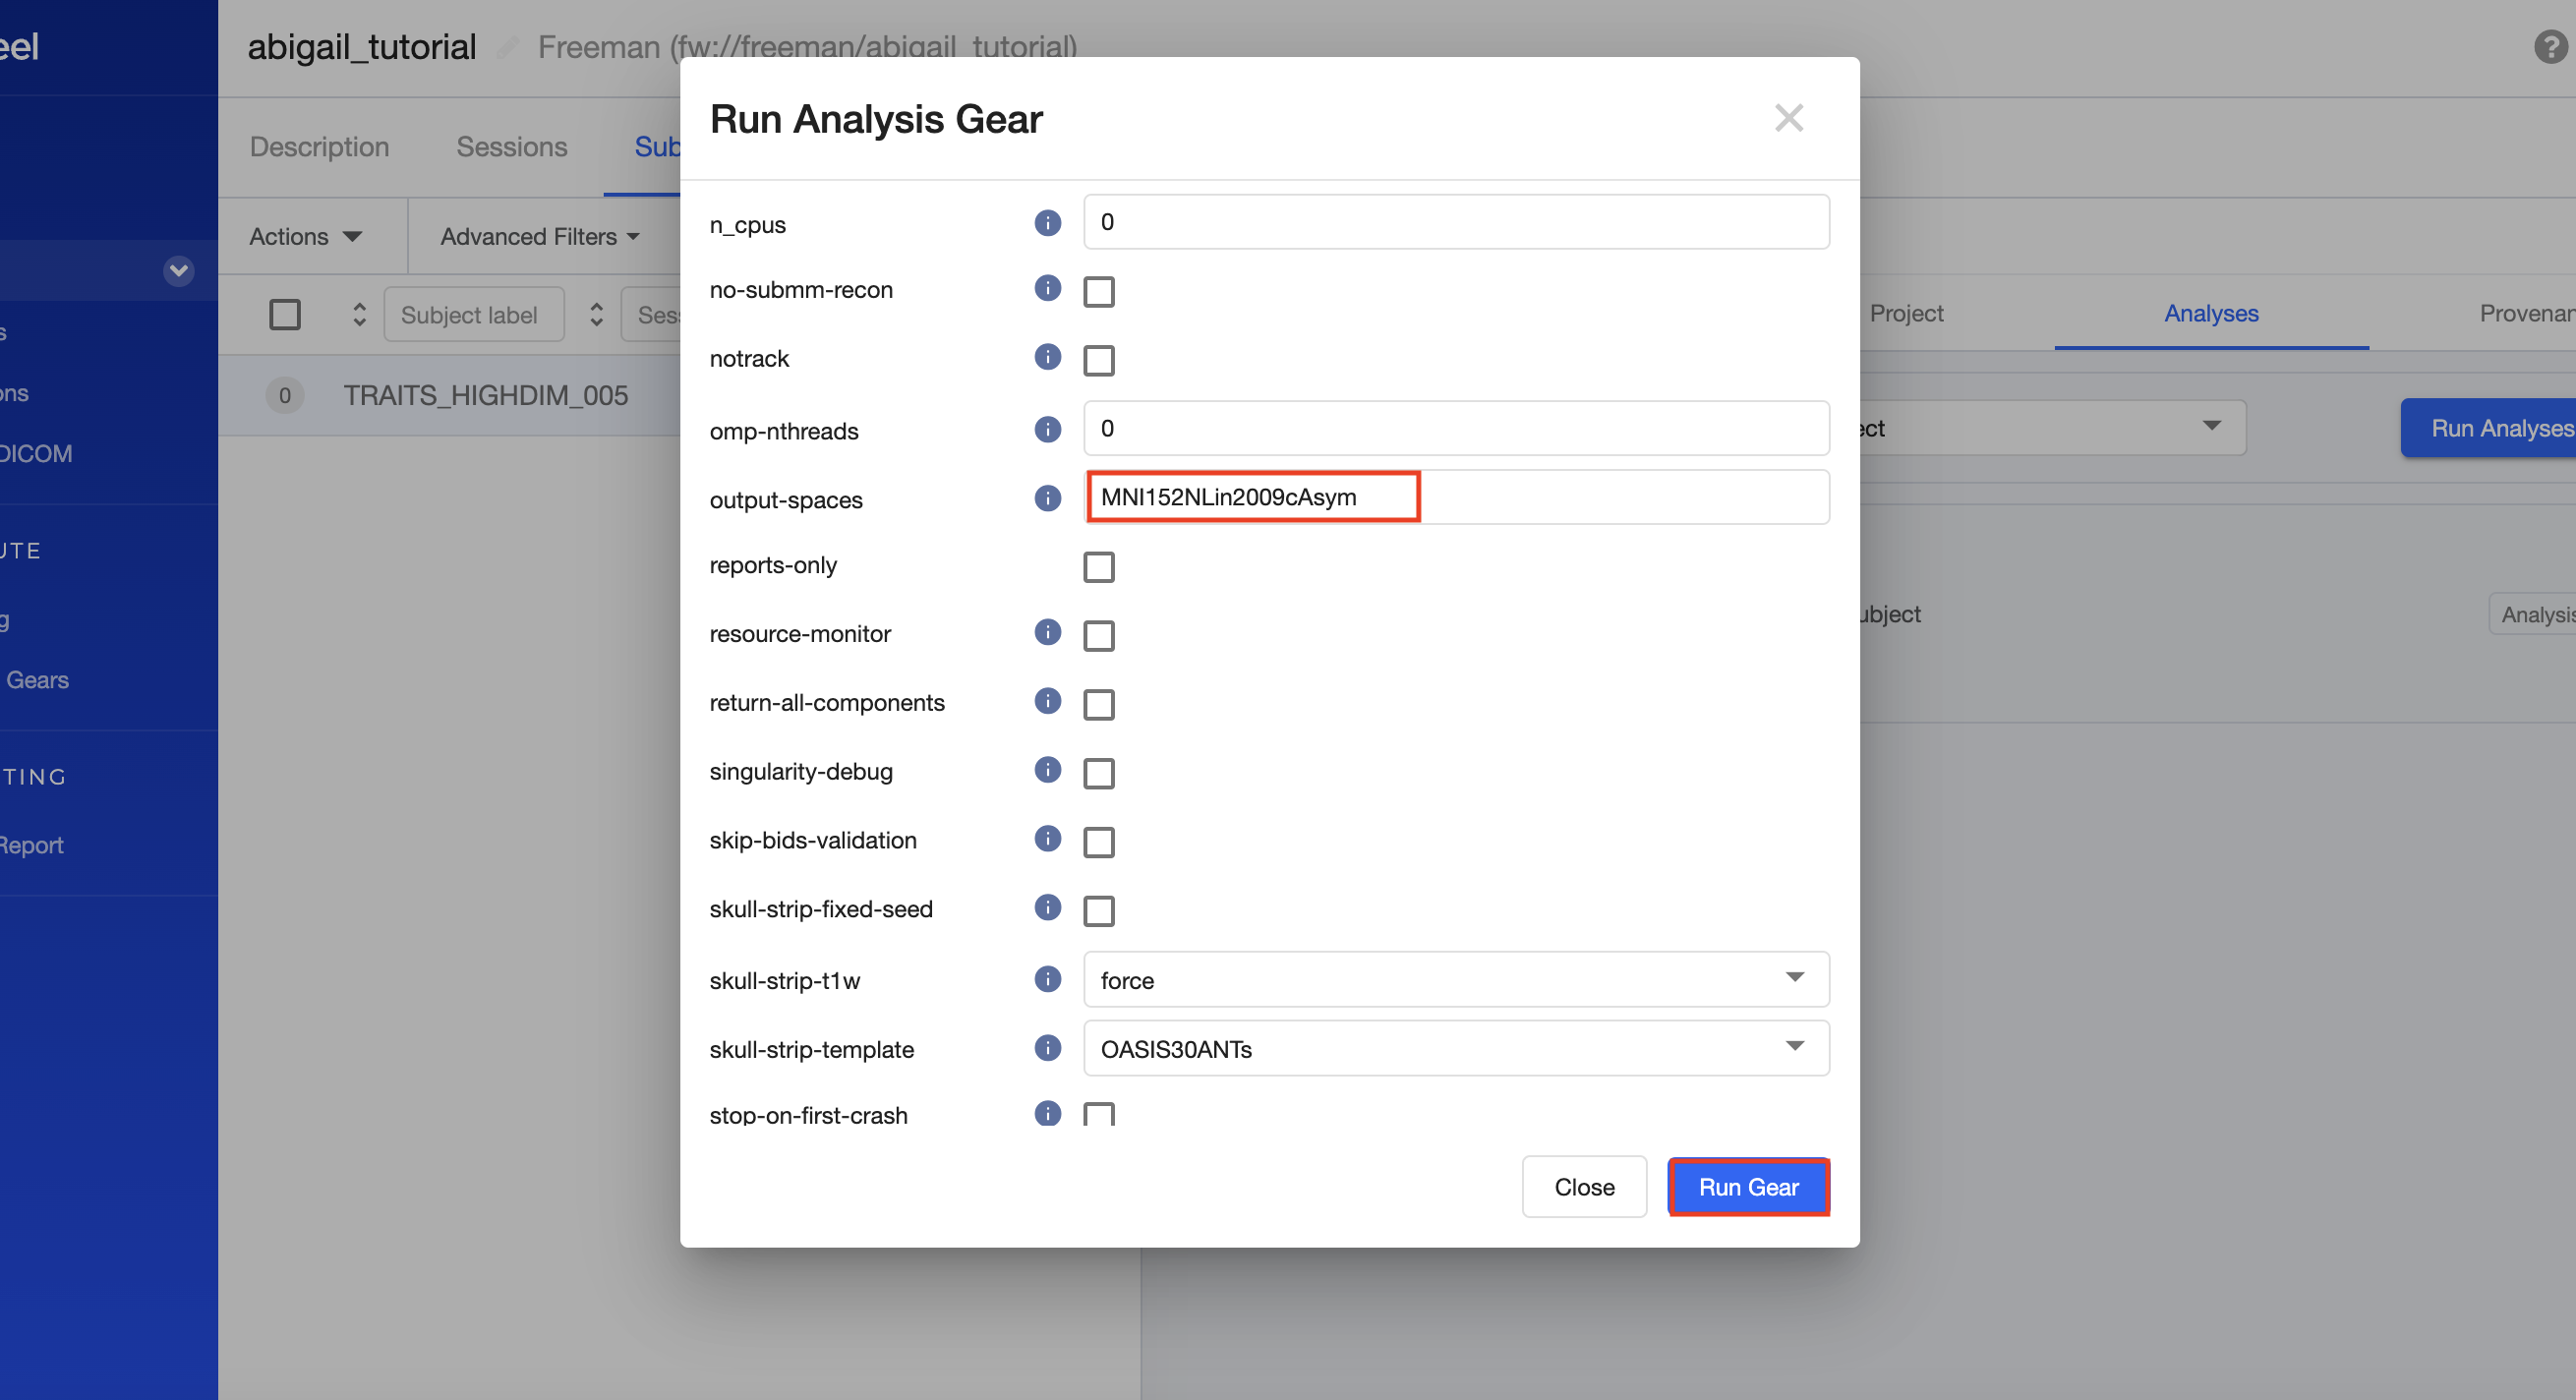 eel
abigail_tutorial Freeman (fw://freeman/abigail_tutorial)
Run Analysis Gear
Description Sessions Sub
Actions Advanced Filters
n_cpus 0
no-submm-recon
Subject label Ses
Project Analyses Provenan
s
notrack
ons
0 TRAITS_HIGHDIM_005
omp-nthreads 0
ect Run Analyses
DICOM
output-spaces MNI152NLin2009cAsym
UTE
reports-only
g
resource-monitor
ubject Analysis
Gears
return-all-components
TING
singularity-debug
Report
skip-bids-validation
skull-strip-fixed-seed
skull-strip-t1w force
skull-strip-template OASIS30ANTs
stop-on-first-crash
Close Run Gear